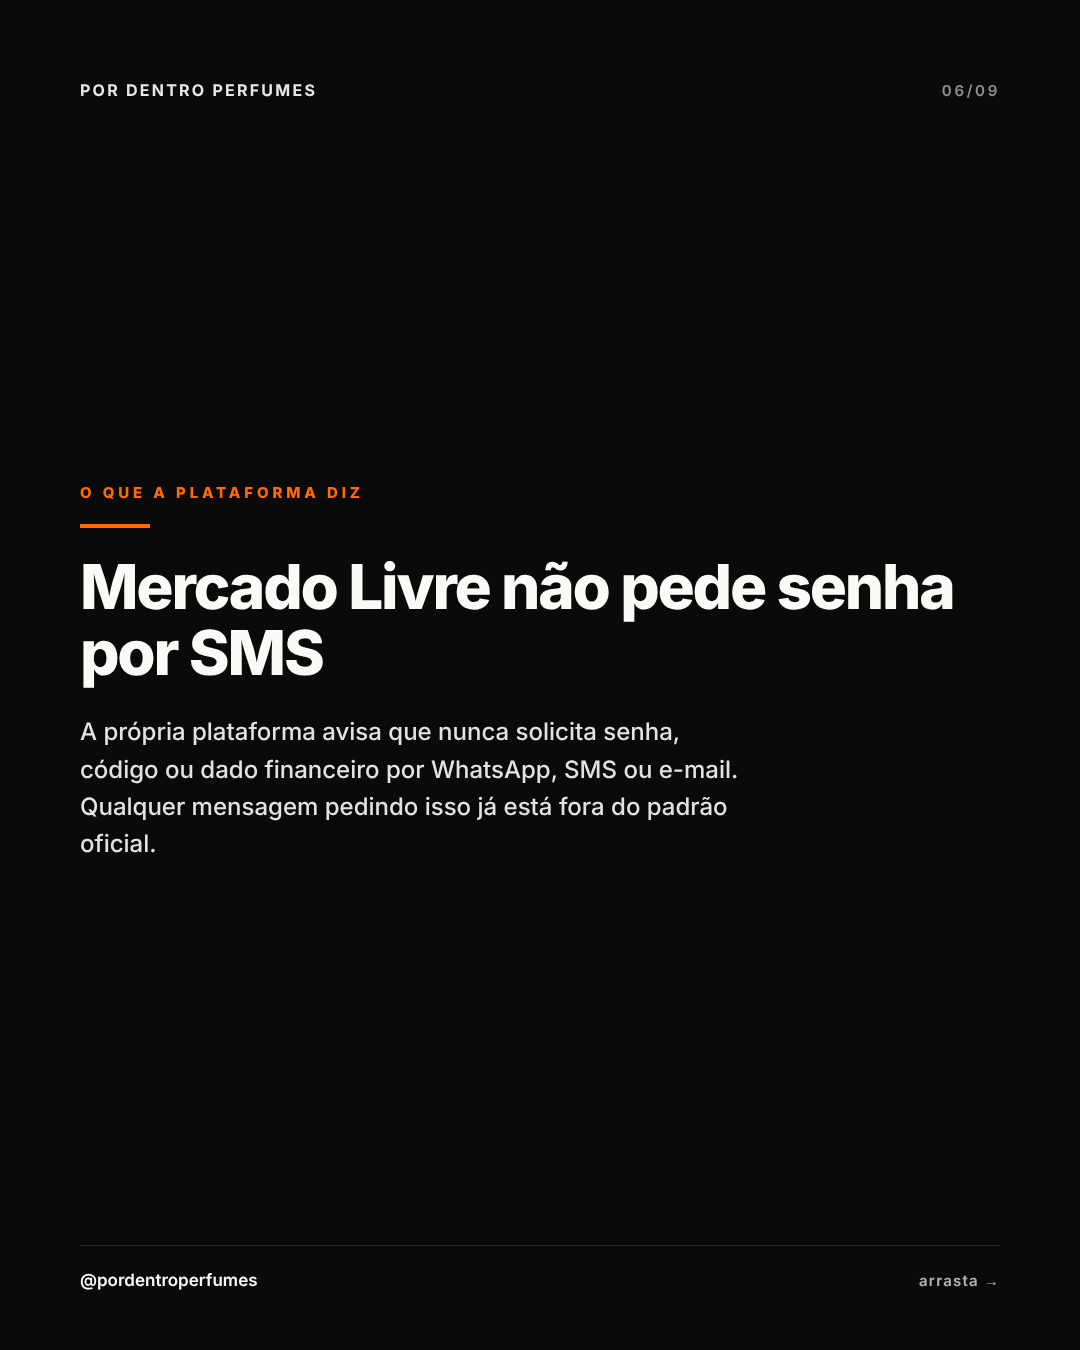 POR DENTRO PERFUMES
06/09
O QUE A PLATAFORMA DIZ
Mercado Livre não pede senha
por SMS
A própria plataforma avisa que nunca solicita senha,
código ou dado financeiro por WhatsApp, SMS ou e-mail.
Qualquer mensagem pedindo isso já está fora do padrão
oficial.
@pordentroperfumes
arrasta →